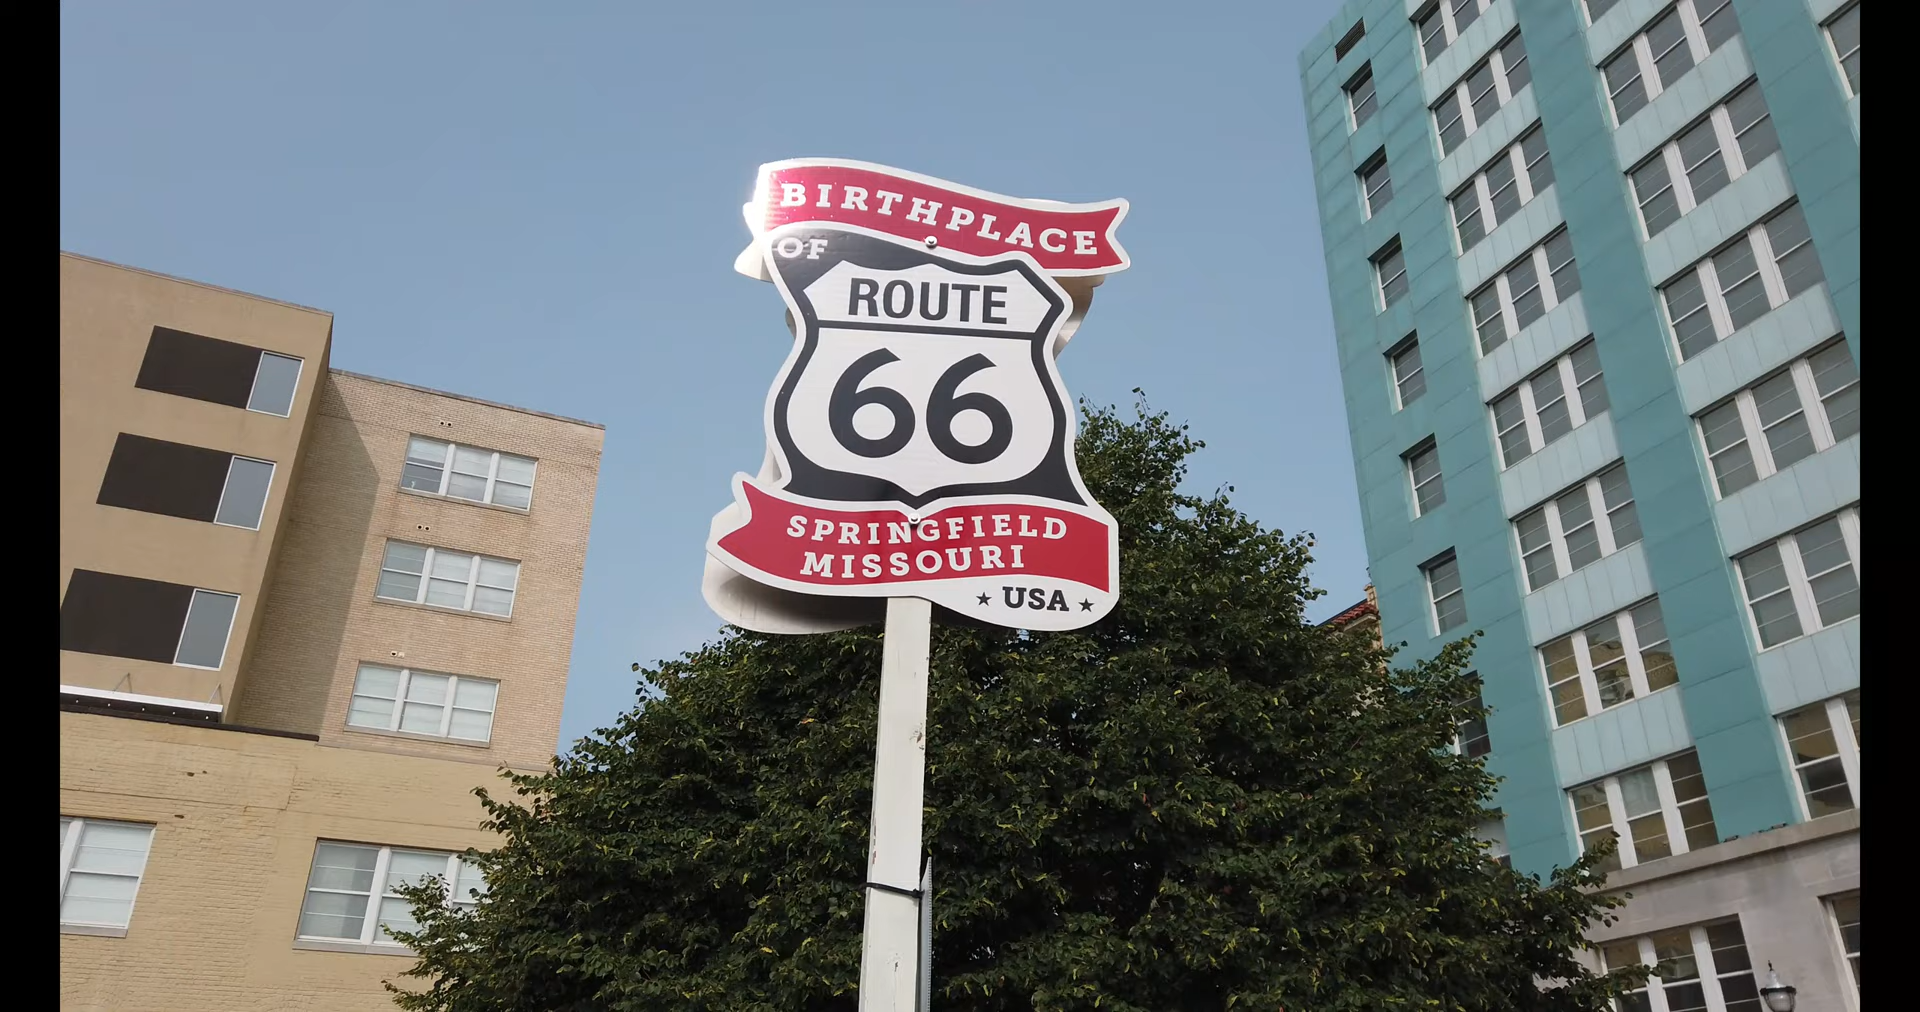 BIRTHPLACE
OF
ROUTE
66
SPRINGFIELD
MISSOURI
★ USA ★